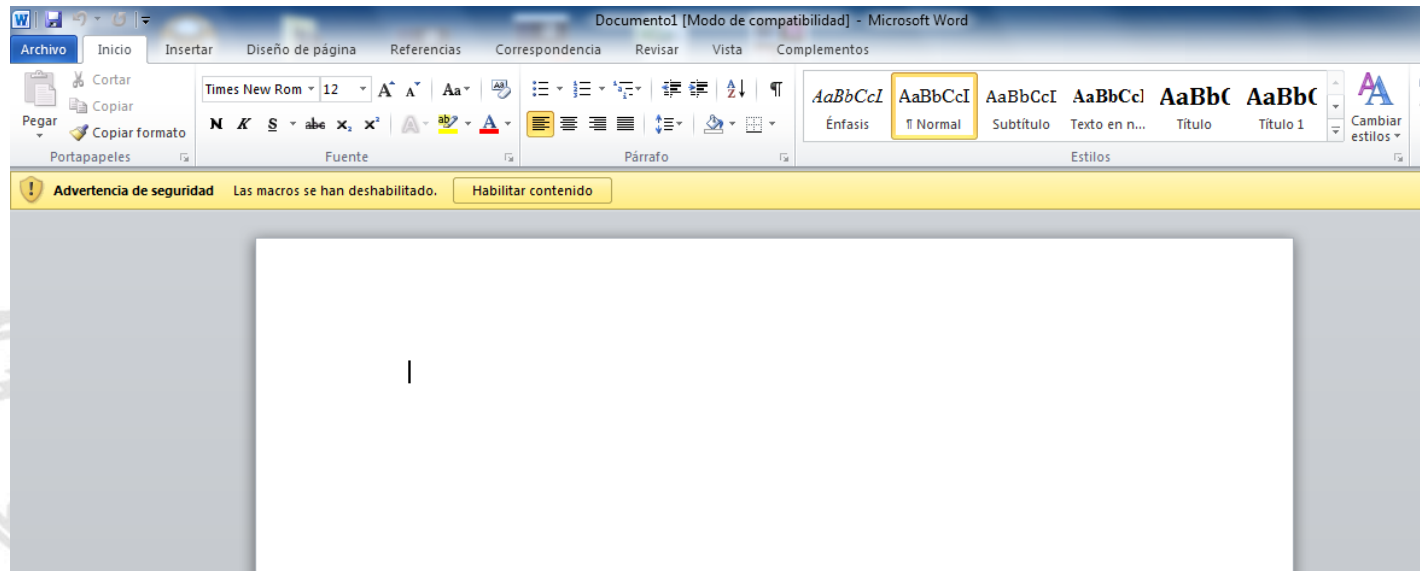 Documento1 [Modo de compatibilidad] - Microsoft Word
Archivo Inicio Insertar Diseño de página Referencias Correspondencia Revisar Vista Complementos
Cortar
Copiar
Pegar
Copiar formato
Portapapeles
Times New Rom 12 A A Aa
N K S abc x₂ x² A ab A
Fuente
A Z ¶
Párrafo
AaBbCcI AaBbCcI AaBbCcI AaBbCcl AaBb( AaBb(
Énfasis ¶ Normal Subtítulo Texto en n... Título Título 1
Cambiar estilos
Estilos
Advertencia de seguridad Las macros se han deshabilitado. Habilitar contenido